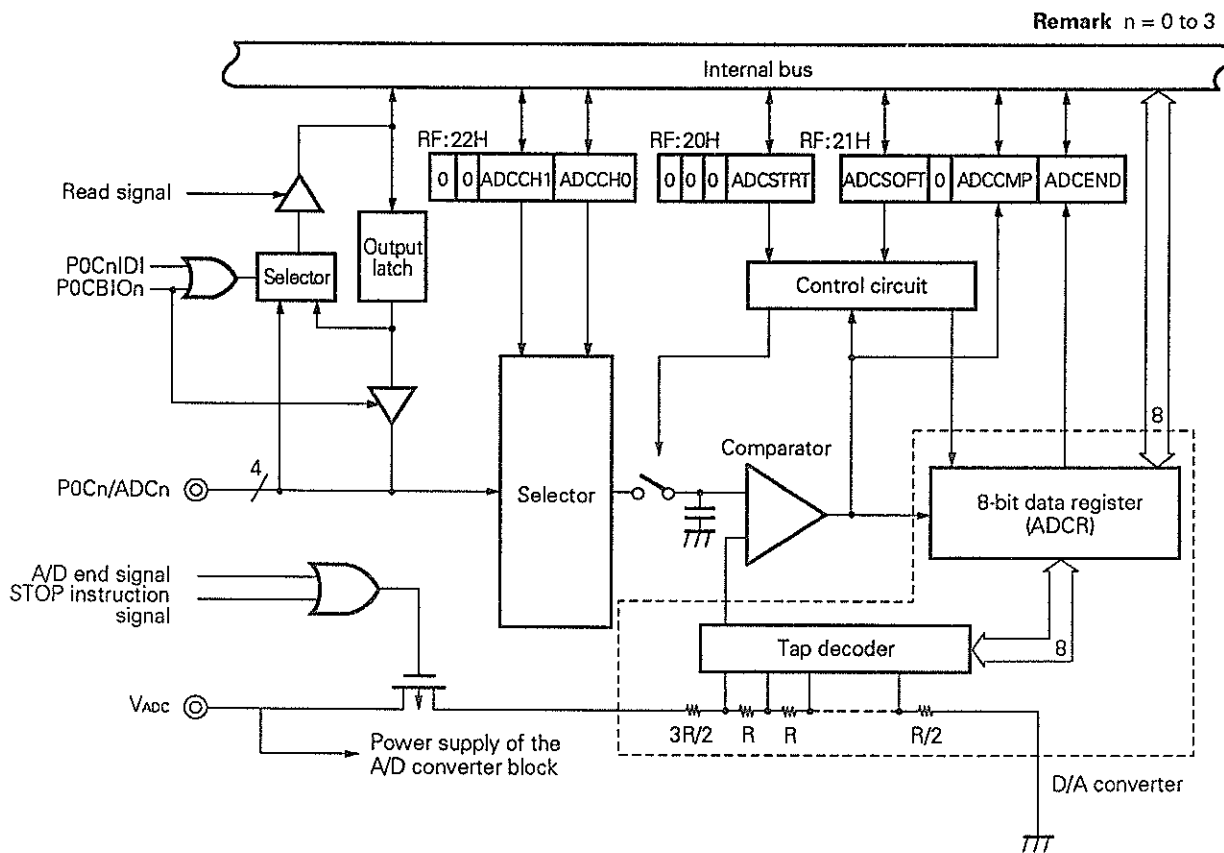 Remark n = 0 to 3
Internal bus
RF:22H
0 0 ADCCH1 ADCCH0
RF:20H
0 0 0 ADCSTRT
RF:21H
ADCSOFT 0 ADCCMP ADCEND
Read signal
Output
latch
P0CnIDI
P0CBIOn
Selector
Control circuit
8
P0Cn/ADCn
4
Selector
Comparator
8-bit data register
(ADCR)
A/D end signal
STOP instruction
signal
Tap decoder
8
VADC
3R/2 R R R/2
Power supply of the
A/D converter block
D/A converter